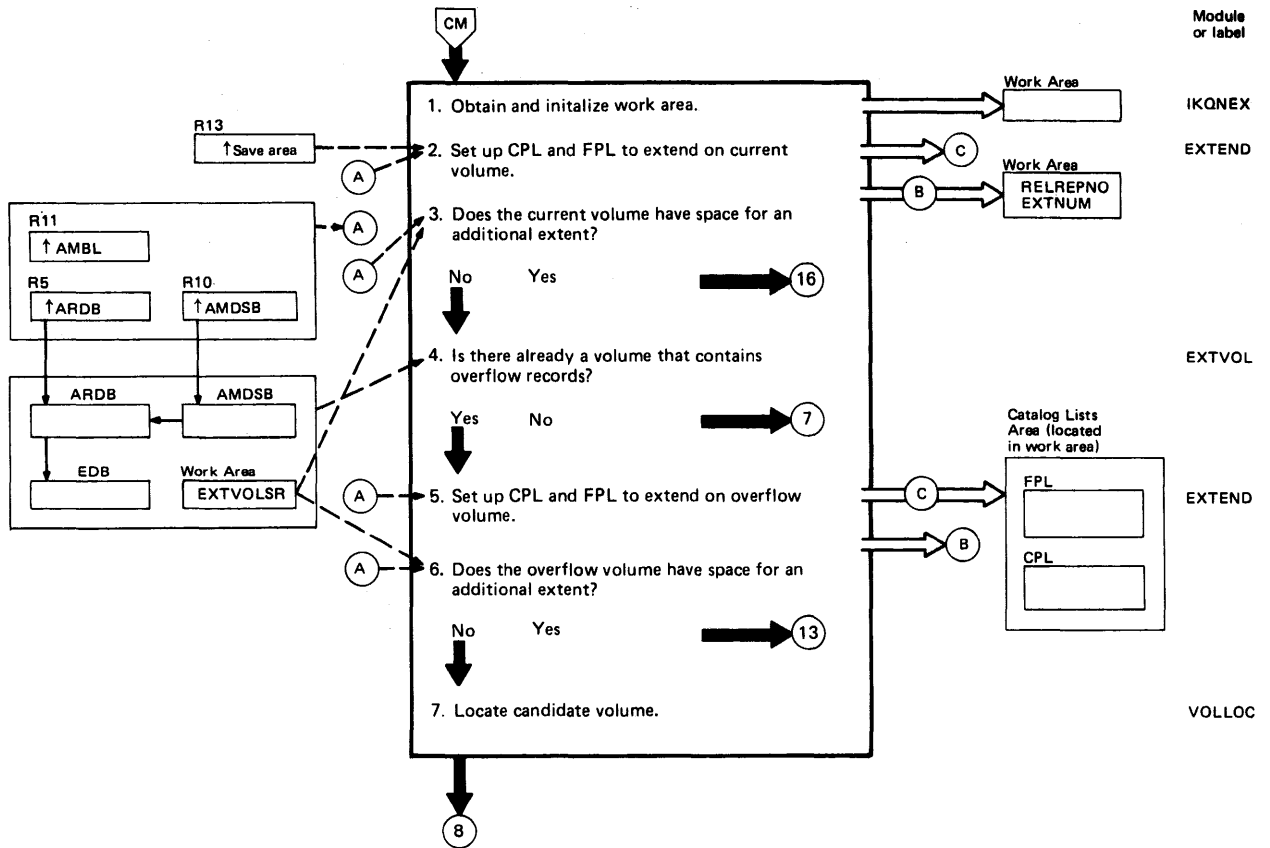 CM
Module
or label
1. Obtain and initalize work area.
Work Area
IKQNEX
R13
↑Save area
2. Set up CPL and FPL to extend on current
volume.
A
C
EXTEND
Work Area
B
RELREPNO
EXTNUM
3. Does the current volume have space for an
additional extent?
R11
↑ AMBL
A
A
R5
↑ARDB
R10
↑AMDSB
No Yes
16
4. Is there already a volume that contains
overflow records?
EXTVOL
ARDB
AMDSB
Yes No
7
Catalog Lists
Area (located
in work area)
EDB
Work Area
EXTVOLSR
A
5. Set up CPL and FPL to extend on overflow
volume.
C
FPL
EXTEND
B
A
6. Does the overflow volume have space for an
additional extent?
CPL
No Yes
13
7. Locate candidate volume.
VOLLOC
8